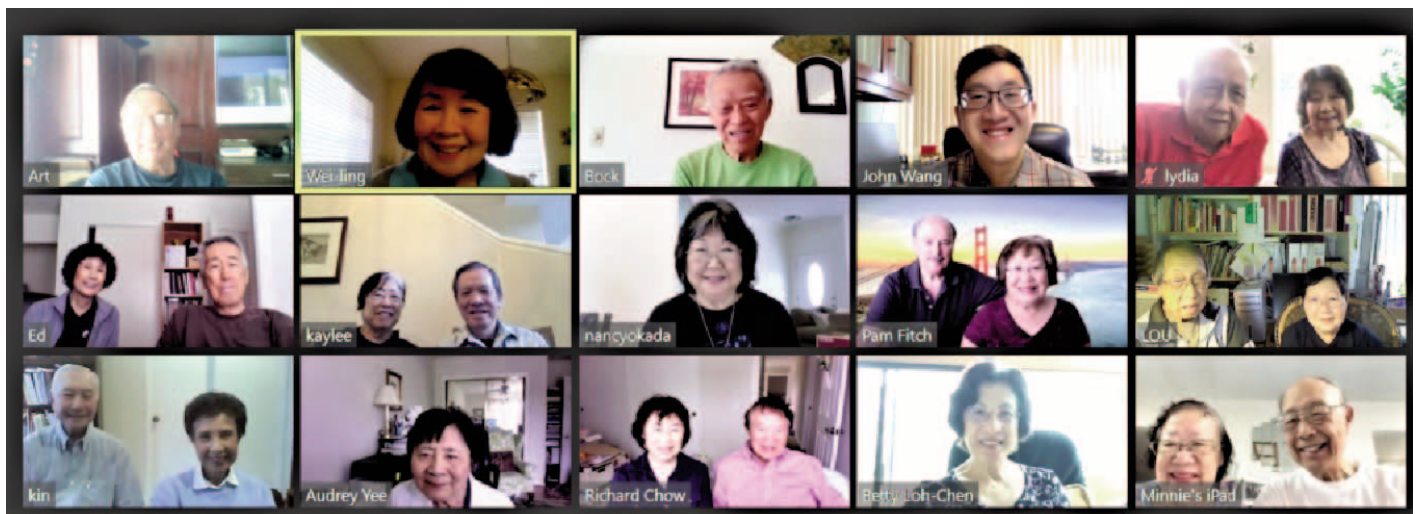 Art
Wei-ling
Bock
John Wang
lydia
Ed
kaylee
nancyokada
Pam Fitch
LOU
kin
Audrey Yee
Richard Chow
Betty Loh-Chen
Minnie's iPad